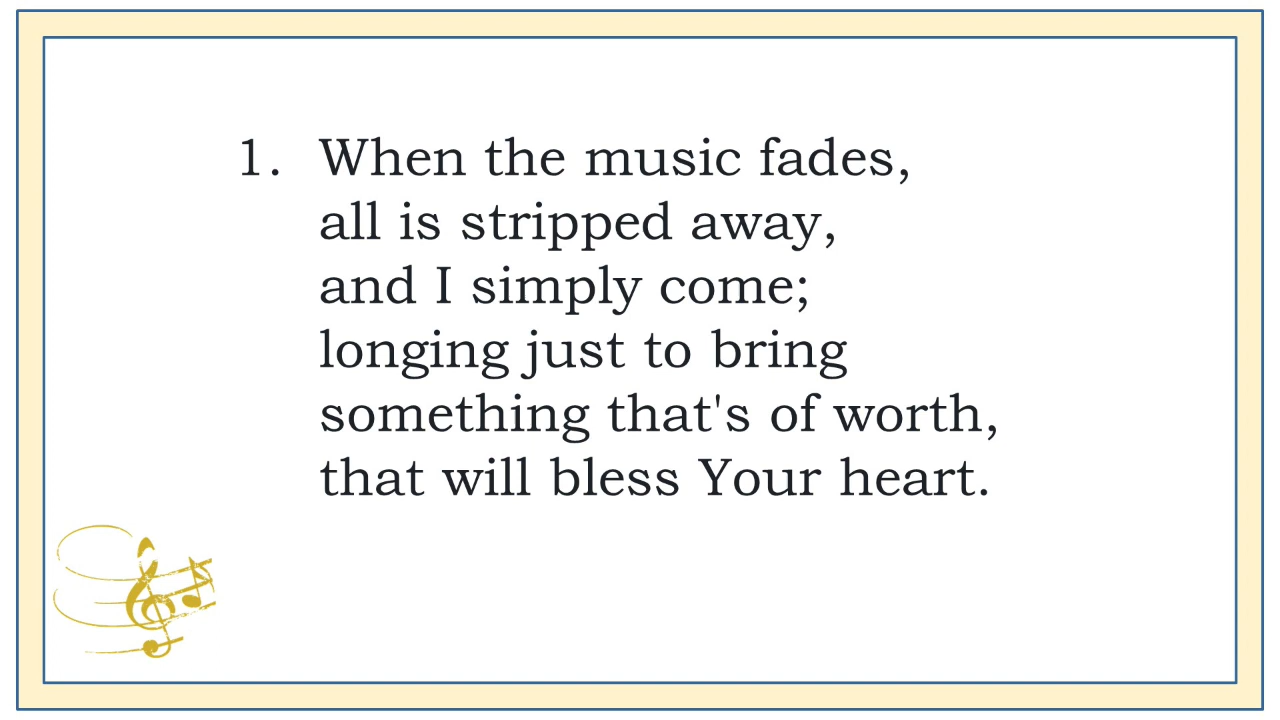 1. When the music fades,
all is stripped away,
and I simply come;
longing just to bring
something that's of worth,
that will bless Your heart.